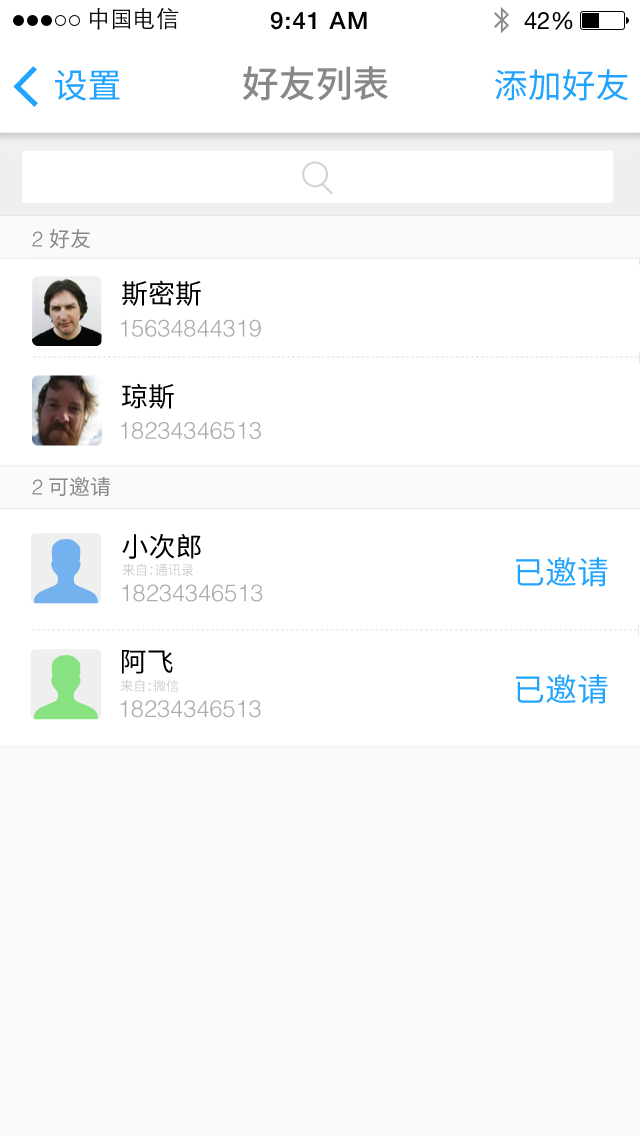 中国电信 9:41 AM 42%
设置 好友列表 添加好友
2 好友
斯密斯
15634844319
琼斯
18234346513
2 可邀请
小次郎
来自:通讯录
18234346513
已邀请
阿飞
来自:微信
18234346513
已邀请